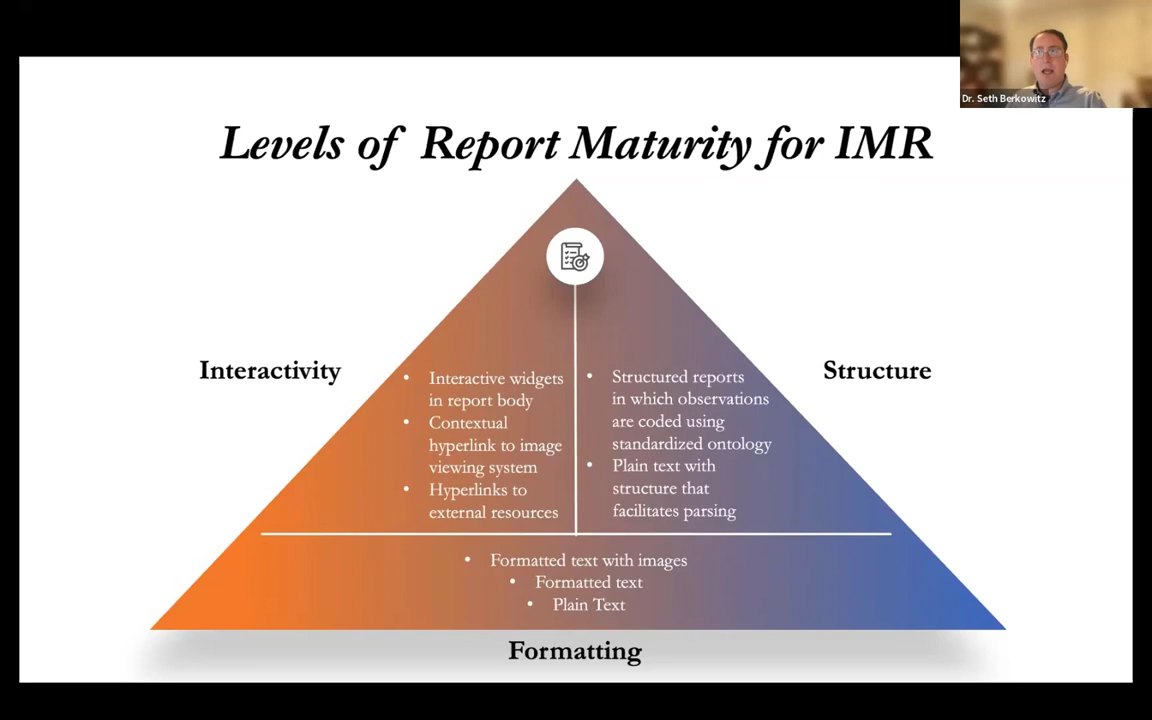 Dr. Seth Berkowitz
Levels of Report Maturity for IMR
Interactivity
• Interactive widgets
in report body
• Contextual
hyperlink to image
viewing system
• Hyperlinks to
external resources
• Structured reports
in which observations
are coded using
standardized ontology
• Plain text with
structure that
facilitates parsing
Structure
• Formatted text with images
• Formatted text
• Plain Text
Formatting